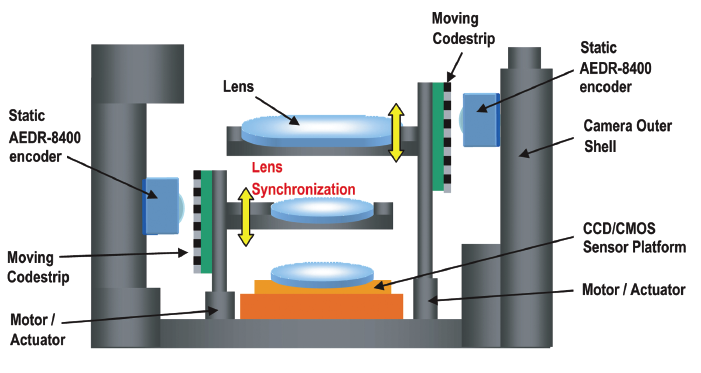 Moving
Codestrip
Static
AEDR-8400
encoder
Lens
Static
AEDR-8400
encoder
Camera Outer
Shell
Lens
Synchronization
CCD/CMOS
Sensor Platform
Moving
Codestrip
Motor / Actuator
Motor /
Actuator